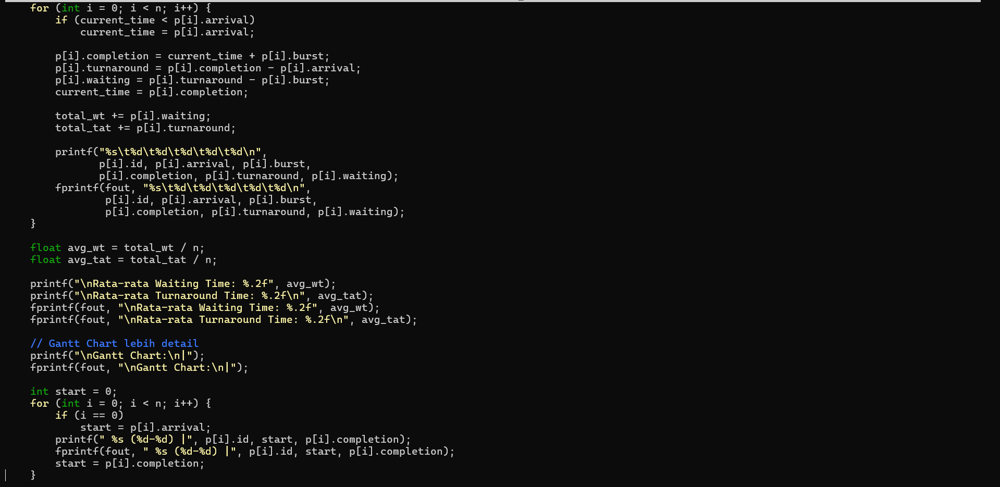 for (int i = 0; i < n; i++) {
if (current_time < p[i].arrival)
current_time = p[i].arrival;
p[i].completion = current_time + p[i].burst;
p[i].turnaround = p[i].completion - p[i].arrival;
p[i].waiting = p[i].turnaround - p[i].burst;
current_time = p[i].completion;
total_wt += p[i].waiting;
total_tat += p[i].turnaround;
printf("%s\t%d\t%d\t%d\t%d\t%d\n",
p[i].id, p[i].arrival, p[i].burst,
p[i].completion, p[i].turnaround, p[i].waiting);
fprintf(fout, "%s\t%d\t%d\t%d\t%d\t%d\n",
p[i].id, p[i].arrival, p[i].burst,
p[i].completion, p[i].turnaround, p[i].waiting);
}
float avg_wt = total_wt / n;
float avg_tat = total_tat / n;
printf("\nRata-rata Waiting Time: %.2f", avg_wt);
printf("\nRata-rata Turnaround Time: %.2f\n", avg_tat);
fprintf(fout, "\nRata-rata Waiting Time: %.2f", avg_wt);
fprintf(fout, "\nRata-rata Turnaround Time: %.2f\n", avg_tat);
// Gantt Chart lebih detail
printf("\nGantt Chart:\n|");
fprintf(fout, "\nGantt Chart:\n|");
int start = 0;
for (int i = 0; i < n; i++) {
if (i == 0)
start = p[i].arrival;
printf(" %s (%d-%d) |", p[i].id, start, p[i].completion);
fprintf(fout, " %s (%d-%d) |", p[i].id, start, p[i].completion);
start = p[i].completion;
}